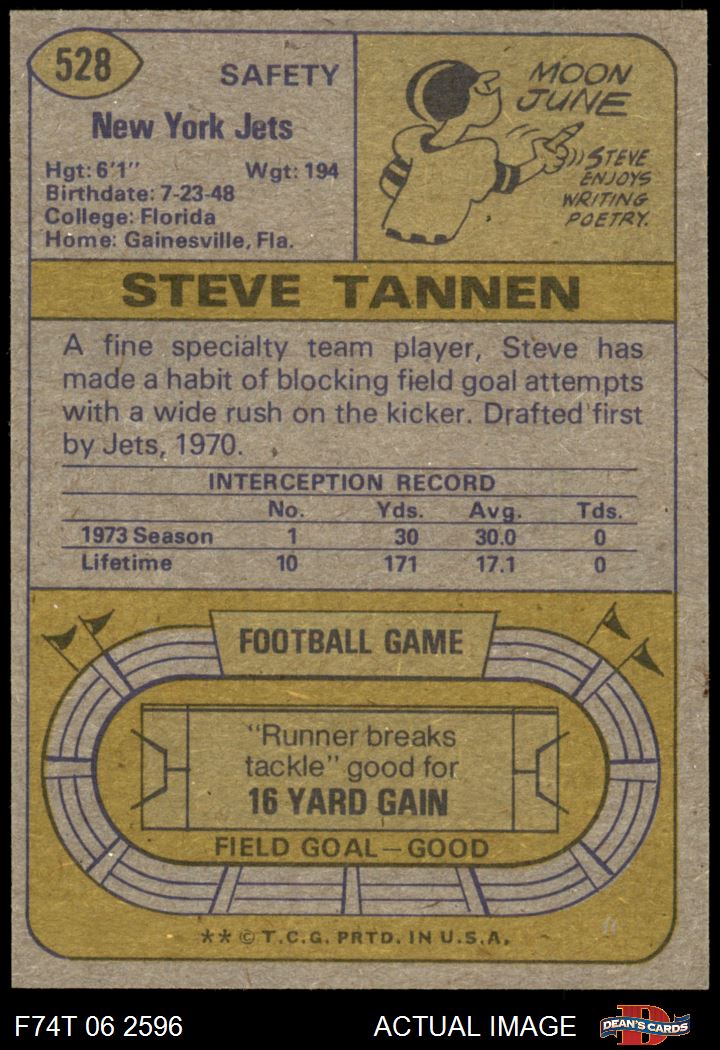 528
SAFETY
New York Jets
Hgt: 6'1" Wgt: 194
Birthdate: 7-23-48
College: Florida
Home: Gainesville, Fla.
MOON
JUNE
STEVE
ENJOYS
WRITING
POETRY.
STEVE TANNEN
A fine specialty team player, Steve has
made a habit of blocking field goal attempts
with a wide rush on the kicker. Drafted first
by Jets, 1970.
INTERCEPTION RECORD
No. Yds. Avg. Tds.
1973 Season 1 30 30.0 0
Lifetime 10 171 17.1 0
FOOTBALL GAME
"Runner breaks
tackle" good for
16 YARD GAIN
FIELD GOAL—GOOD
** © T.C.G. PRTD. IN U.S.A.
F74T 06 2596 ACTUAL IMAGE
D
DEAN'S CARDS